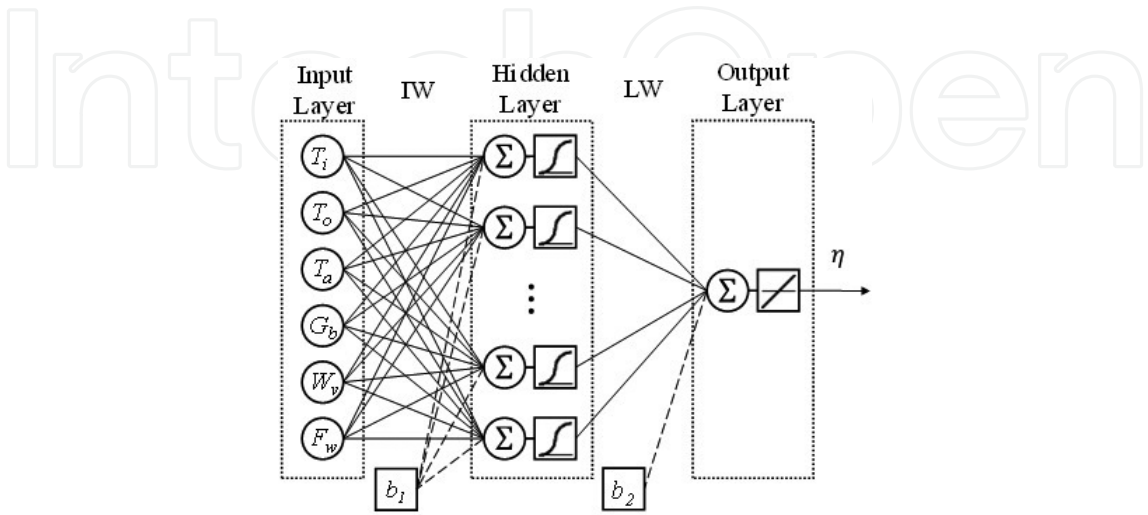 IntechOpen
Input
Layer
IW
Hidden
Layer
LW
Output
Layer
T_i
T_o
T_a
G_b
W_v
F_w
Σ
Σ
Σ
Σ
Σ
η
b_1
b_2